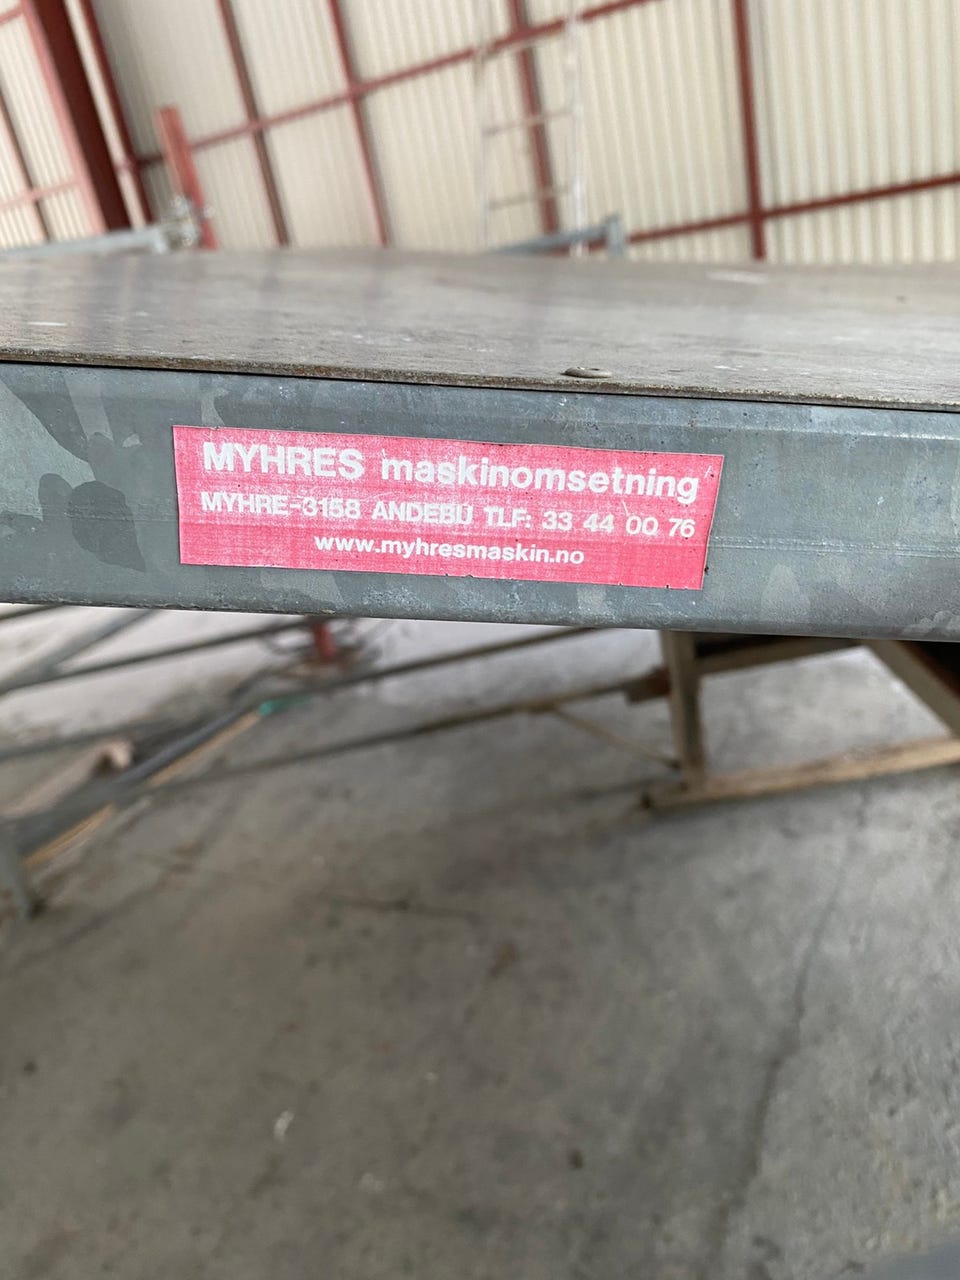 MYHRES maskinomsetning
MYHRE-3158 ANDEBU TLF: 33 44 00 76
www.myhresmaskin.no